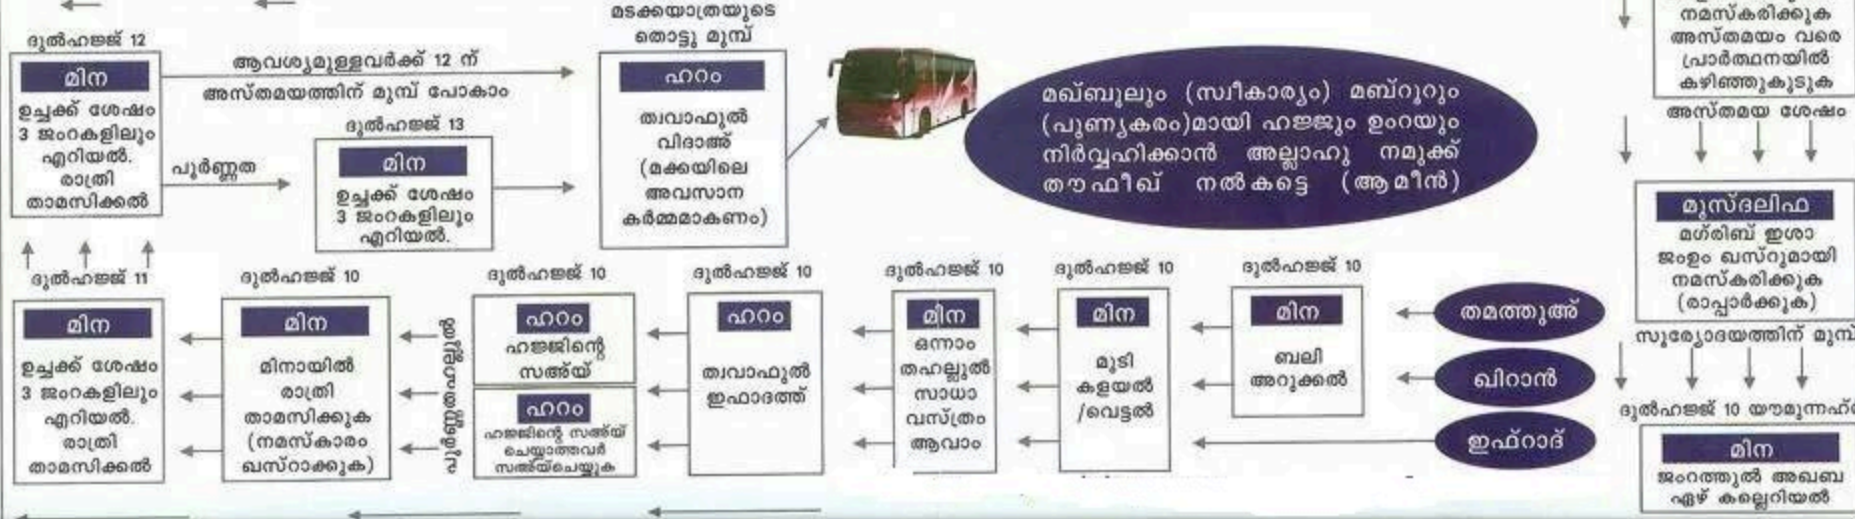 നമസ്കരിക്കുക
അസ്തമയം വരെ
പ്രാർത്ഥനയിൽ
കഴിഞ്ഞുകൂടുക
അസ്തമയ ശേഷം
മുസ്ദലിഫ
മഗ്‌രിബ് ഇശാ
ജംഉം ഖസ്റുമായി
നമസ്കരിക്കുക
(രാപ്പാർക്കുക)
സൂര്യോദയത്തിന് മുമ്പ്
ദുൽഹജ്ജ് 10 യൗമുന്നഹ്ർ
മിന
ജംറത്തുൽ അഖബ
ഏഴ് കല്ലെറിയൽ
തമത്തുഅ്
ഖിറാൻ
ഇഫ്റാദ്
ദുൽഹജ്ജ് 10
മിന
ബലി
അറുക്കൽ
ദുൽഹജ്ജ് 10
മിന
മുടി
കളയൽ
/വെട്ടൽ
ദുൽഹജ്ജ് 10
മിന
ഒന്നാം
തഹല്ലുൽ
സാധാ
വസ്ത്രം
ആവാം
ദുൽഹജ്ജ് 10
ഹറം
ത്വവാഫുൽ
ഇഫാദത്ത്
ദുൽഹജ്ജ് 10
ഹറം
ഹജ്ജിന്റെ
സഅ്‌യ്
ഹറം
ഹജ്ജിന്റെ സഅ്‌യ്
ചെയ്യാത്തവർ
സഅ്‌യ്ചെയ്യുക
പൂർണ്ണതഹല്ലുൽ
ദുൽഹജ്ജ് 10
മിന
മിനായിൽ
രാത്രി
താമസിക്കുക
(നമസ്കാരം
ഖസ്റാക്കുക)
ദുൽഹജ്ജ് 11
മിന
ഉച്ചക്ക് ശേഷം
3 ജംറകളിലും
എറിയൽ.
രാത്രി
താമസിക്കൽ
ദുൽഹജ്ജ് 12
മിന
ഉച്ചക്ക് ശേഷം
3 ജംറകളിലും
എറിയൽ.
രാത്രി
താമസിക്കൽ
ആവശ്യമുള്ളവർക്ക് 12 ന്
അസ്തമയത്തിന് മുമ്പ് പോകാം
പൂർണ്ണത
ദുൽഹജ്ജ് 13
മിന
ഉച്ചക്ക് ശേഷം
3 ജംറകളിലും
എറിയൽ.
മടക്കയാത്രയുടെ
തൊട്ടു മുമ്പ്
ഹറം
ത്വവാഫുൽ
വിദാഅ്
(മക്കയിലെ
അവസാന
കർമ്മമാകണം)
മഖ്ബൂലും (സ്വീകാര്യം) മബ്റൂറും
(പുണ്യകരം)മായി ഹജ്ജും ഉംറയും
നിർവ്വഹിക്കാൻ അല്ലാഹു നമുക്ക്
തൗഫീഖ് നൽകട്ടെ (ആമീൻ)